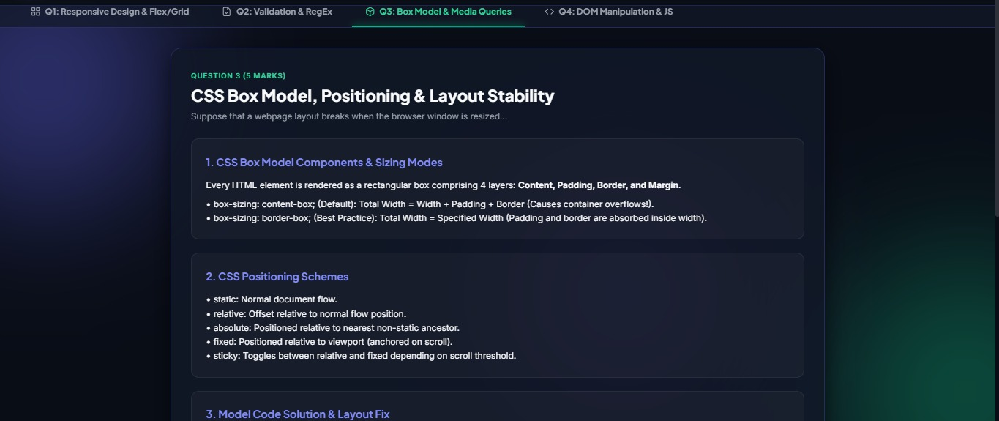 Q1: Responsive Design & Flex/Grid
Q2: Validation & RegEx
Q3: Box Model & Media Queries
Q4: DOM Manipulation & JS
QUESTION 3 (5 MARKS)
CSS Box Model, Positioning & Layout Stability
Suppose that a webpage layout breaks when the browser window is resized...
1. CSS Box Model Components & Sizing Modes
Every HTML element is rendered as a rectangular box comprising 4 layers: Content, Padding, Border, and Margin.
• box-sizing: content-box; (Default): Total Width = Width + Padding + Border (Causes container overflows!).
• box-sizing: border-box; (Best Practice): Total Width = Specified Width (Padding and border are absorbed inside width).
2. CSS Positioning Schemes
• static: Normal document flow.
• relative: Offset relative to normal flow position.
• absolute: Positioned relative to nearest non-static ancestor.
• fixed: Positioned relative to viewport (anchored on scroll).
• sticky: Toggles between relative and fixed depending on scroll threshold.
3. Model Code Solution & Layout Fix